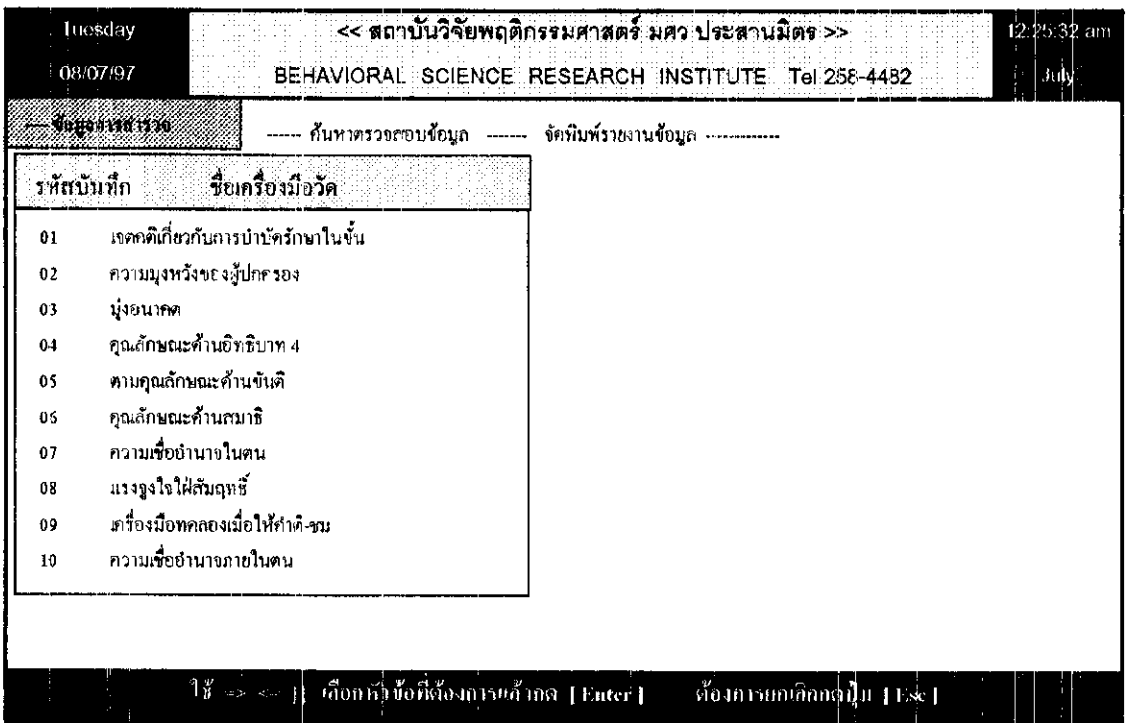 Tuesday << สถาบันวิจัยพฤติกรรมศาสตร์ มศว ประสานมิตร >> 12:25:32 am
08/07/97 BEHAVIORAL SCIENCE RESEARCH INSTITUTE Tel 258-4482 July
---- ข้อมูลการสำรวจ ------ ค้นหาตรวจสอบข้อมูล ------- จัดพิมพ์รายงานข้อมูล --------------
รหัสบันทึก ชื่อเครื่องมือวัด
01 เจตคติเกี่ยวกับการบำบัดรักษาในขั้น
02 ความมุ่งหวังของผู้ปกครอง
03 มุ่งอนาคต
04 คุณลักษณะด้านอิทธิบาท 4
05 ตามคุณลักษณะด้านขันติ
06 คุณลักษณะด้านสมาธิ
07 ความเชื่ออำนาจในตน
08 แรงจูงใจใฝ่สัมฤทธิ์
09 เครื่องมือทดลองเมื่อให้คำติ-ชม
10 ความเชื่ออำนาจภายในตน
ใช้ => <= เลือกหัวข้อที่ต้องการแล้วกด [ Enter ] ต้องการยกเลิกกดปุ่ม [ Esc ]